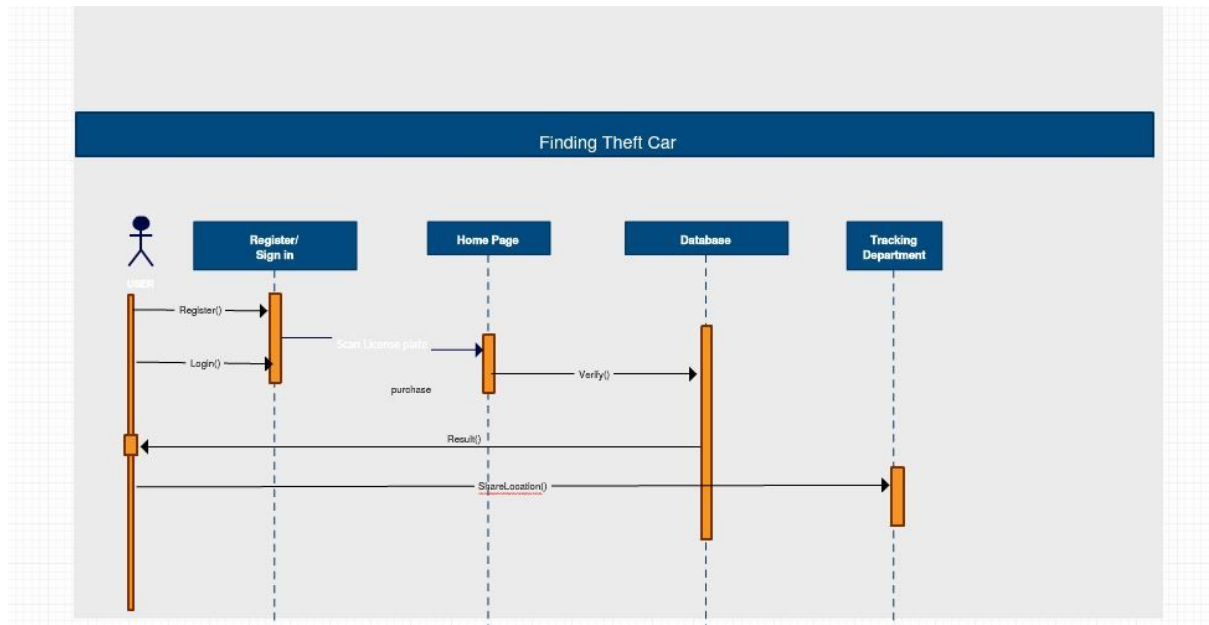 Finding Theft Car
Register/
Sign in
Home Page
Database
Tracking
Department
USER
Register()
Scan License plate
Login()
Verify()
purchase
Result()
ShareLocation()